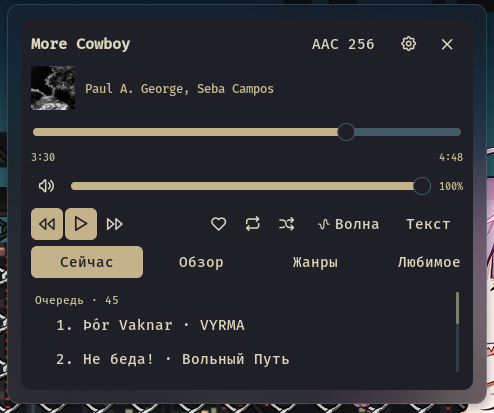 More Cowboy
AAC 256
Paul A. George, Seba Campos
3:30
4:48
100%
Волна
Текст
Сейчас
Обзор
Жанры
Любимое
Очередь · 45
1. Þór Vaknar · VYRMA
2. Не беда! · Вольный Путь